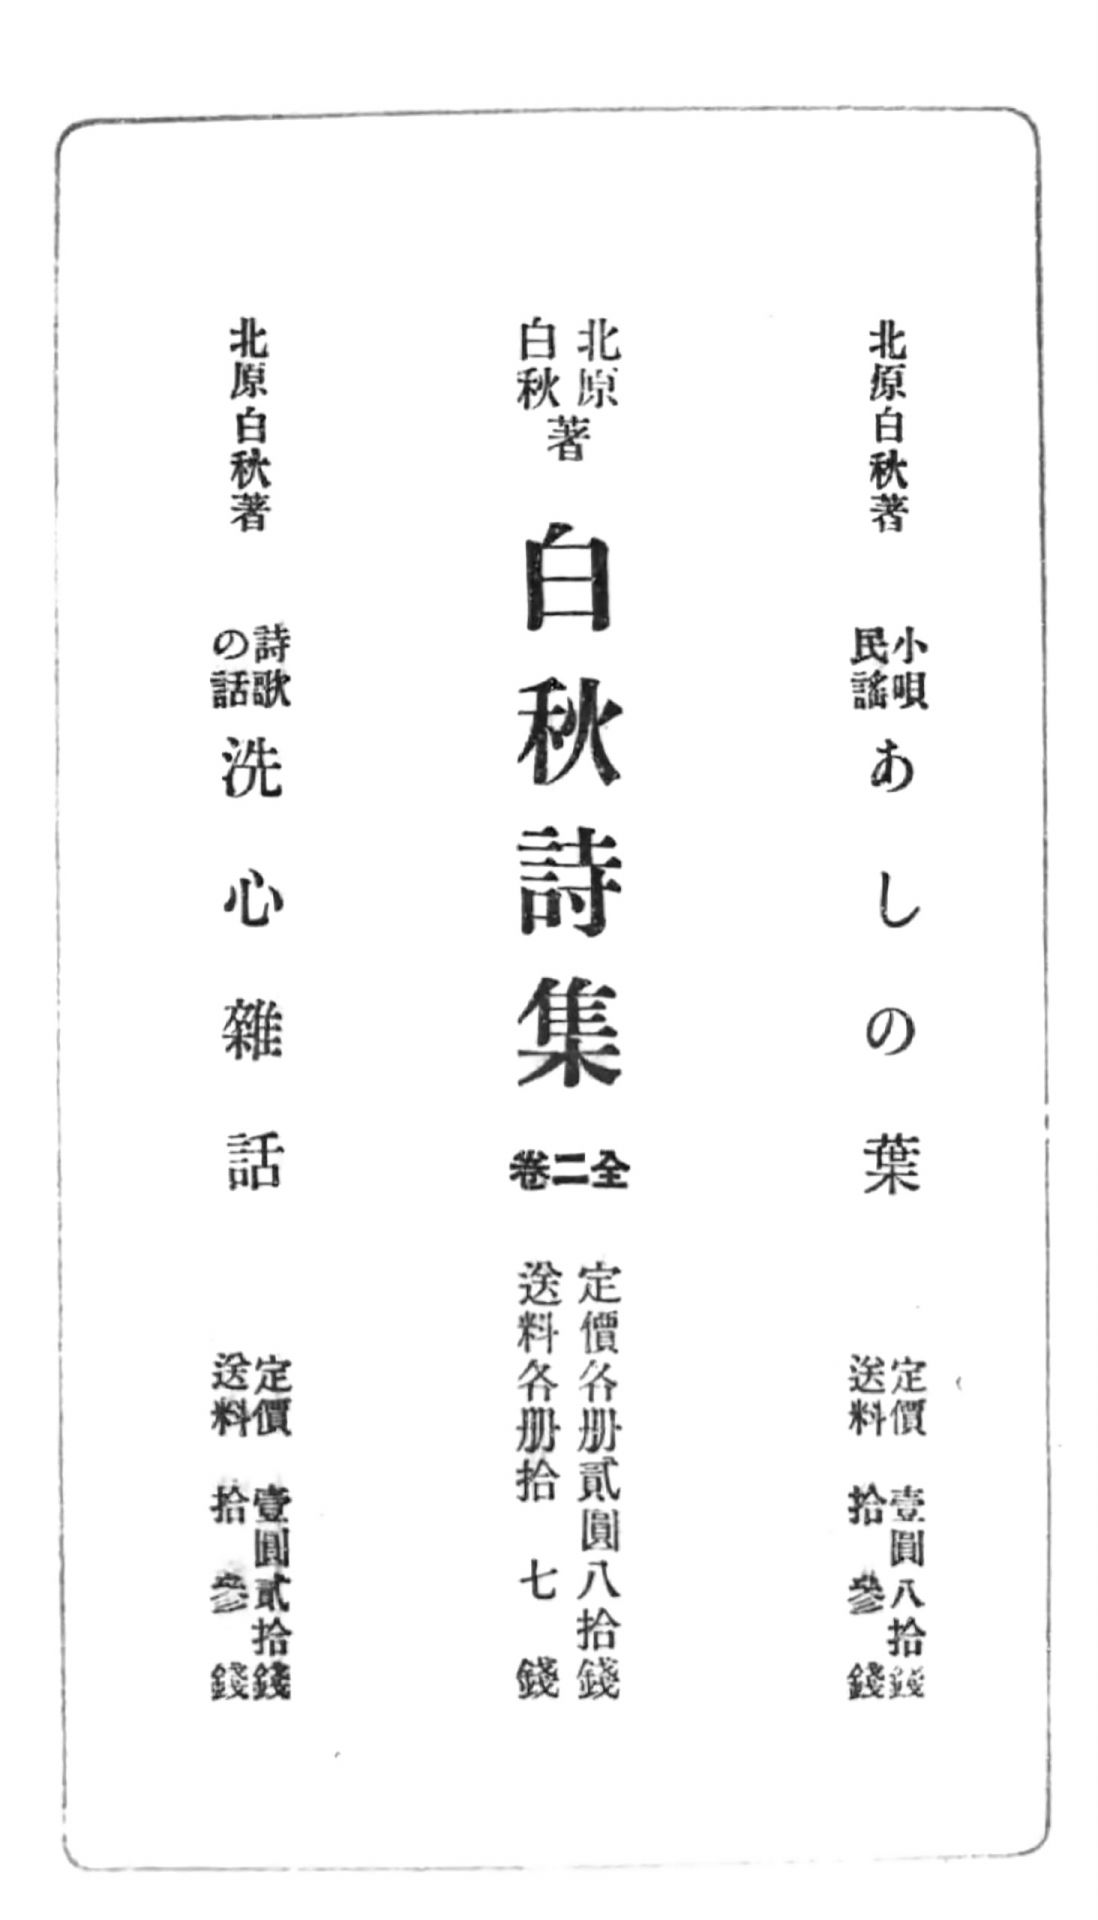 北原白秋著
小唄
民謠
あしの葉
定價 壹圓八拾錢
送料 拾參錢
北原
白秋
著
白秋詩集
全二卷
定價各册貳圓八拾錢
送料各册拾七錢
北原白秋著
詩歌
の話
洗心雜話
定價 壹圓貳拾錢
送料 拾參錢